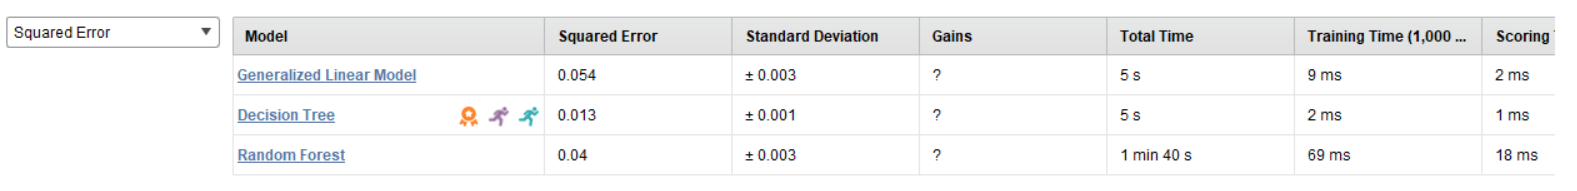 Squared Error
Model Squared Error Standard Deviation Gains Total Time Training Time (1,000 ... Scoring
Generalized Linear Model 0.054 ± 0.003 ? 5 s 9 ms 2 ms
Decision Tree 0.013 ± 0.001 ? 5 s 2 ms 1 ms
Random Forest 0.04 ± 0.003 ? 1 min 40 s 69 ms 18 ms